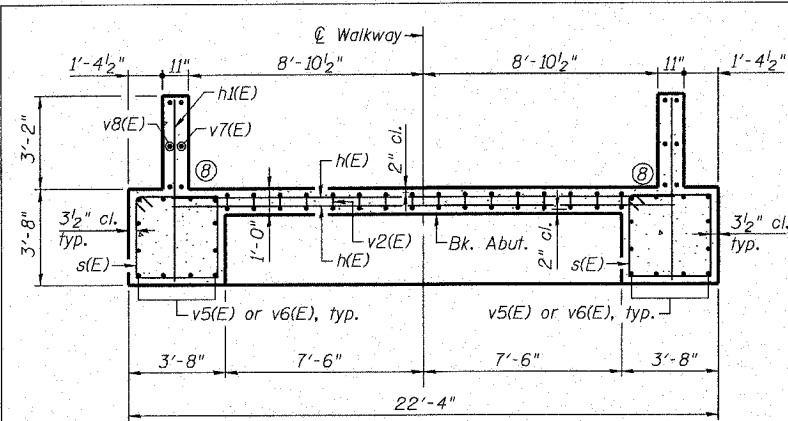 ℄ Walkway
1'-4½" 11" 8'-10½" 8'-10½" 11" 1'-4½"
h1(E)
v8(E) v7(E)
3'-2"
8 h(E) 2" cl. 8
3'-8"
3½" cl.
typ.
1'-0"
v2(E)
Bk. Abut.
2" cl.
3½" cl.
typ.
s(E) h(E) s(E)
v5(E) or v6(E), typ. v5(E) or v6(E), typ.
3'-8" 7'-6" 7'-6" 3'-8"
22'-4"